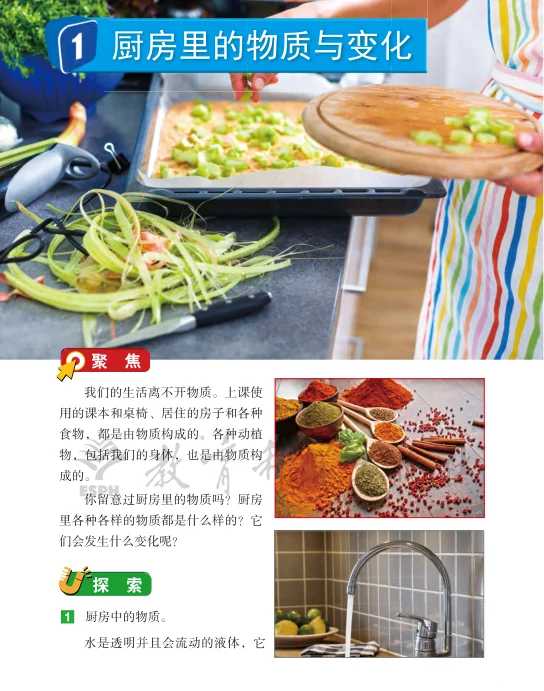 1 厨房里的物质与变化
聚焦
我们的生活离不开物质。上课使
用的课本和桌椅、居住的房子和各种
食物，都是由物质构成的。各种动植
物，包括我们的身体，也是由物质构
成的。
你留意过厨房里的物质吗？厨房
里各种各样的物质都是什么样的？它
们会发生什么变化呢？
探索
1 厨房中的物质。
水是透明并且会流动的液体，它
教育科
ESPH